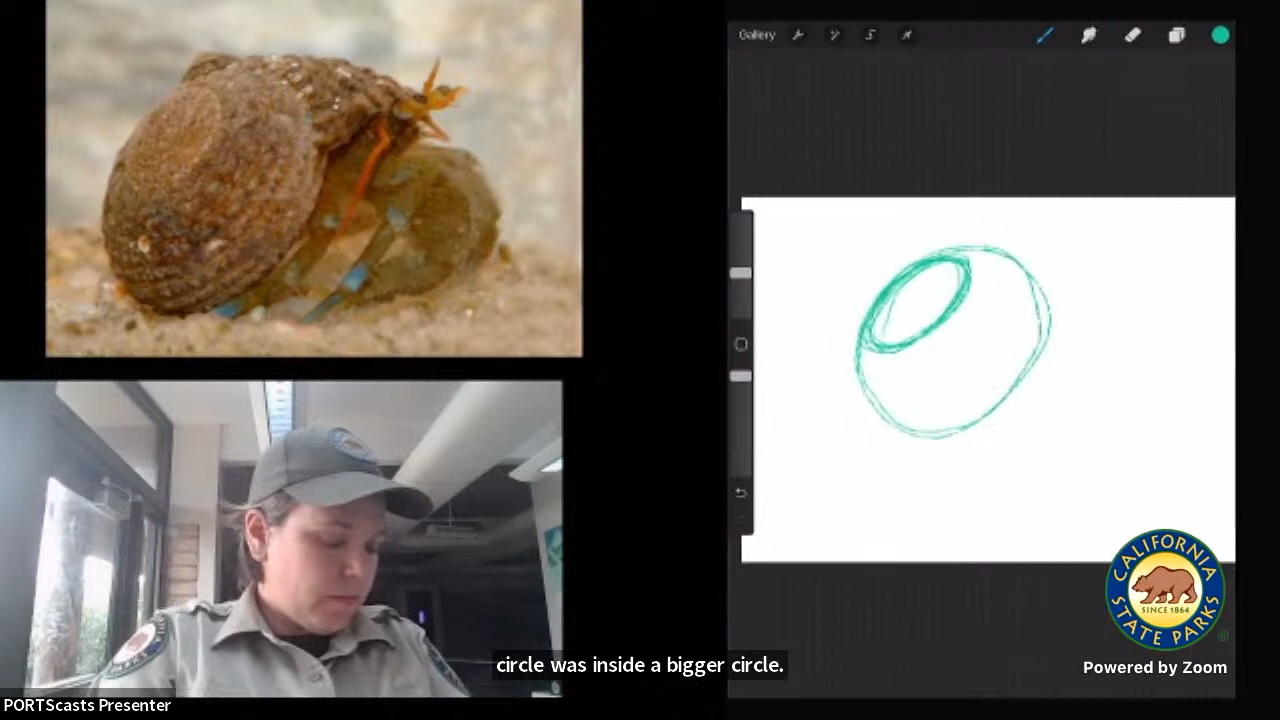 Gallery
CALIFORNIA
SINCE 1864
STATE PARKS
®
circle was inside a bigger circle.
Powered by Zoom
PORTScasts Presenter